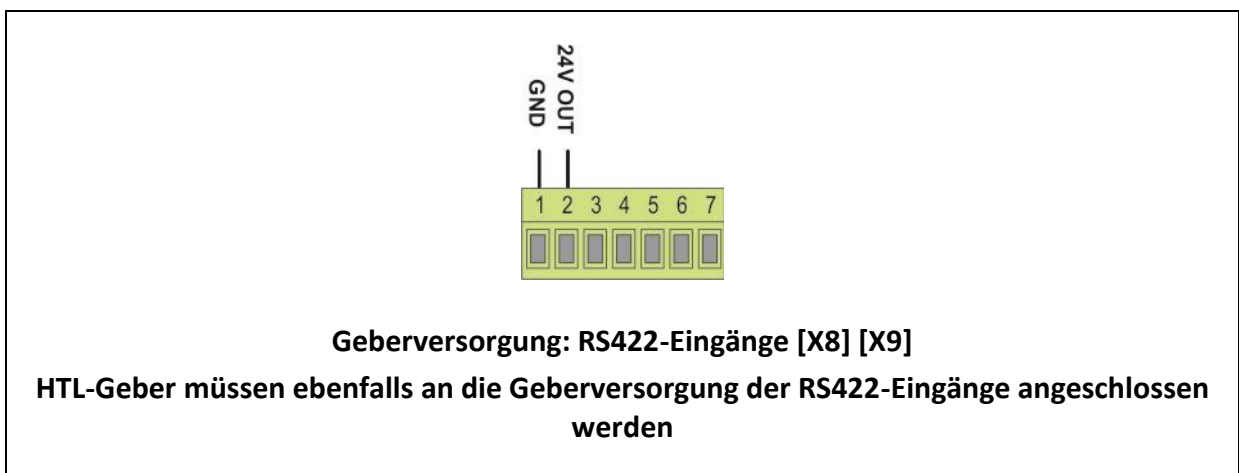 GND
24V OUT
1 2 3 4 5 6 7
Geberversorgung: RS422-Eingänge [X8] [X9]
HTL-Geber müssen ebenfalls an die Geberversorgung der RS422-Eingänge angeschlossen
werden